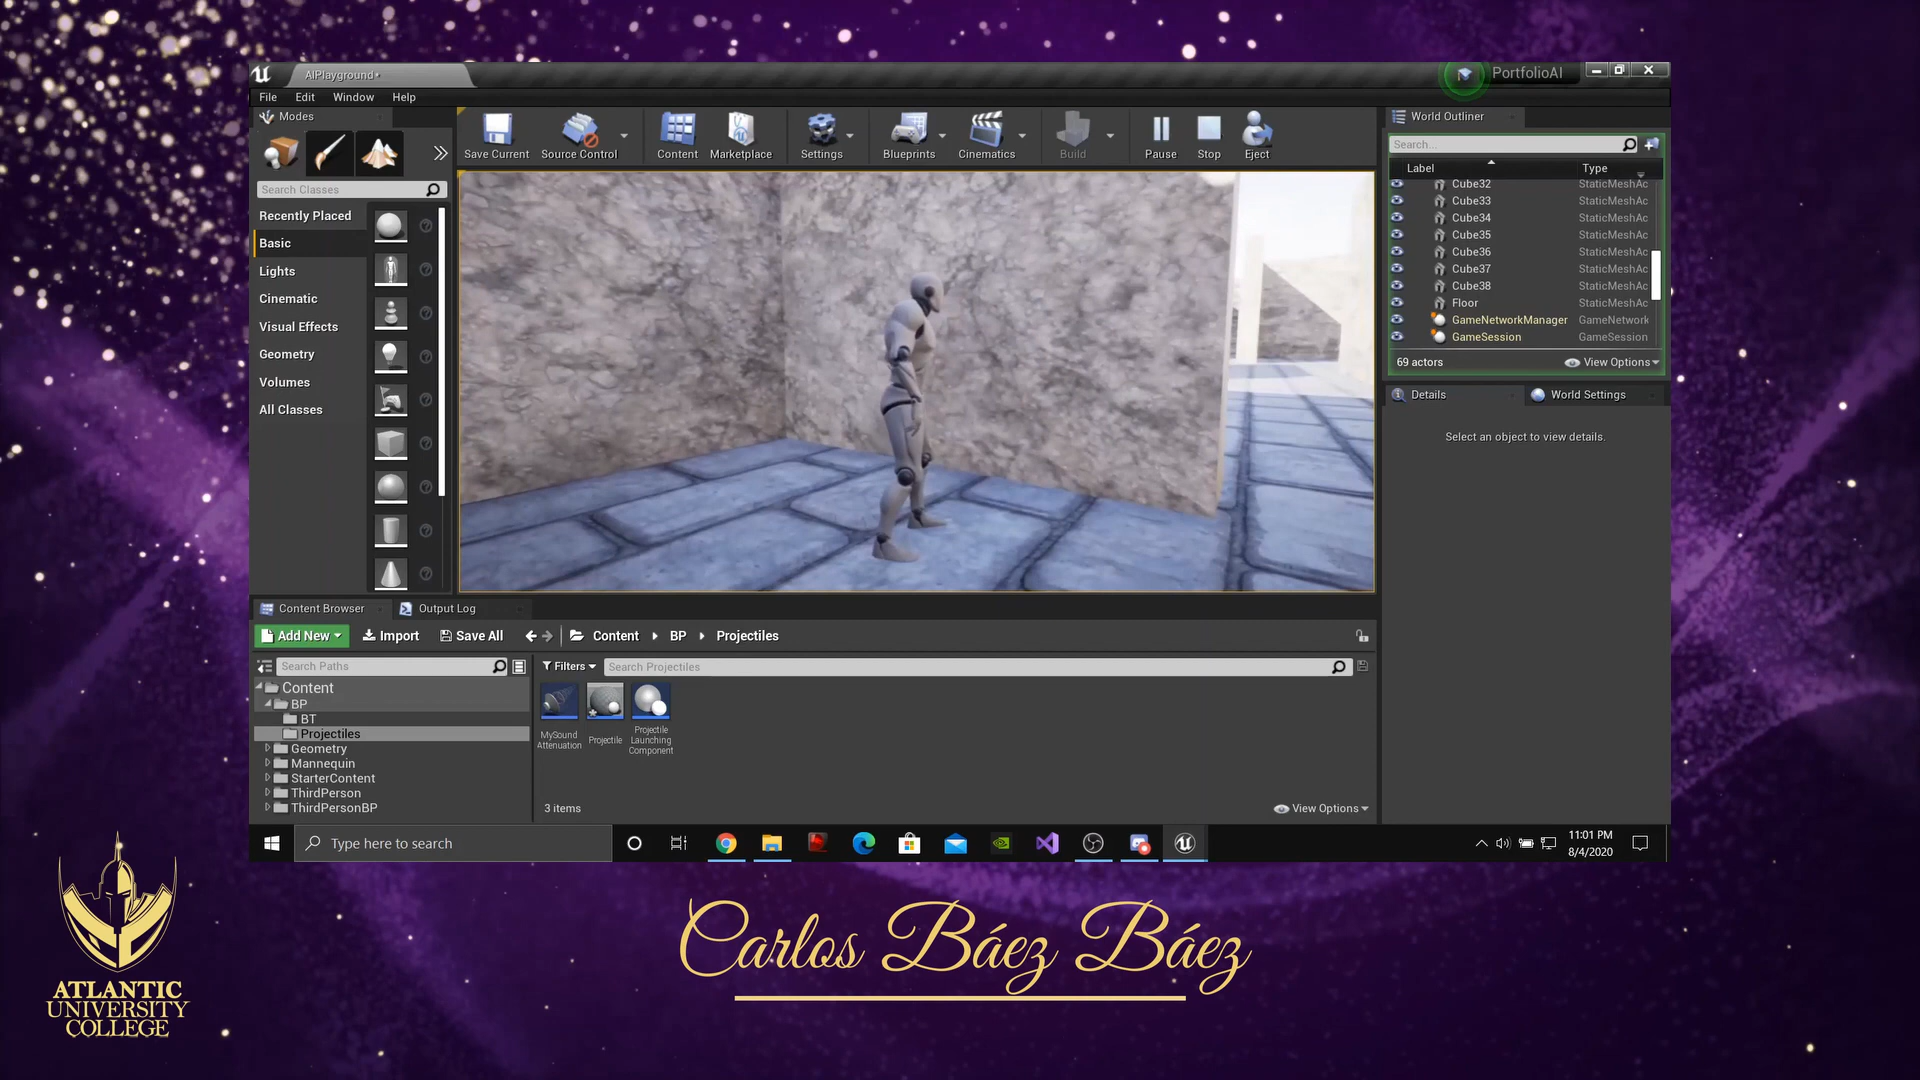 AIPlayground•
PortfolioAI
File Edit Window Help
Modes
Search Classes
Recently Placed
Basic
Lights
Cinematic
Visual Effects
Geometry
Volumes
All Classes
Save Current Source Control Content Marketplace Settings Blueprints Cinematics Build Pause Stop Eject
World Outliner
Search...
Label Type
Cube32 StaticMeshAc
Cube33 StaticMeshAc
Cube34 StaticMeshAc
Cube35 StaticMeshAc
Cube36 StaticMeshAc
Cube37 StaticMeshAc
Cube38 StaticMeshAc
Floor StaticMeshAc
GameNetworkManager GameNetwork
GameSession GameSession
69 actors View Options
Details World Settings
Select an object to view details.
Content Browser Output Log
Add New Import Save All Content BP Projectiles
Search Paths
Filters Search Projectiles
Content
BP
BT
Projectiles
Geometry
Mannequin
StarterContent
ThirdPerson
ThirdPersonBP
MySound
Attenuation
Projectile
Projectile
Launching
Component
3 items View Options
Type here to search
11:01 PM
8/4/2020
Carlos Báez Báez
ATLANTIC
UNIVERSITY
COLLEGE